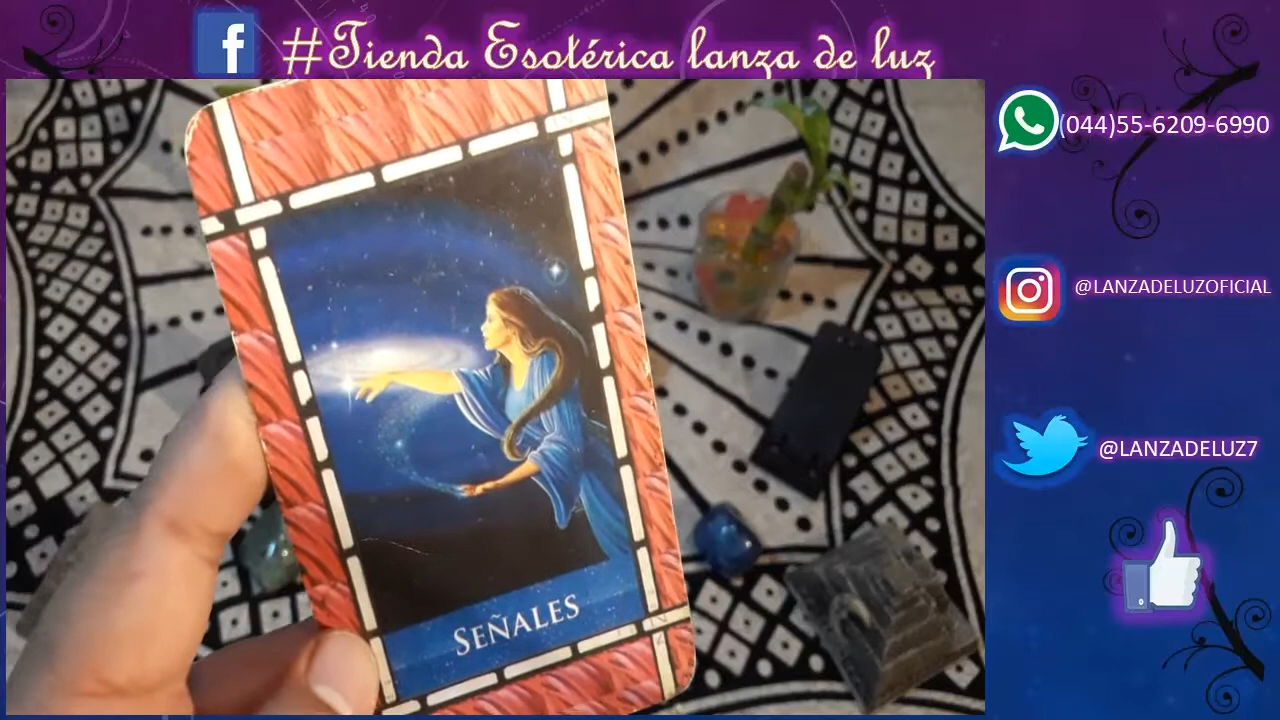 #Tienda Esotérica lanza de luz
(044)55-6209-6990
@LANZADELUZOFICIAL
@LANZADELUZ7
SEÑALES